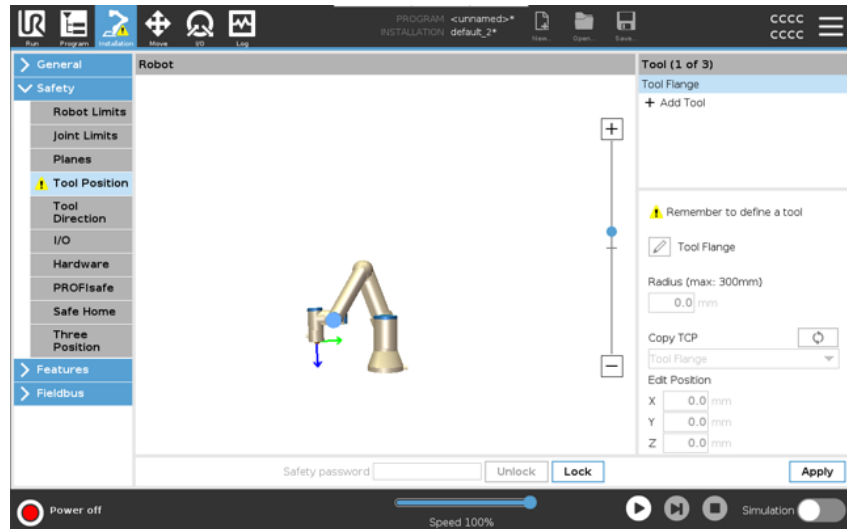 UR
PROGRAM <unnamed>*
INSTALLATION default_2*
cccc
cccc
Run Program Installation Move I/O Log New... Open... Save...
General
Robot
Tool (1 of 3)
Safety
Tool Flange
Robot Limits
+ Add Tool
Joint Limits
Planes
Tool Position
Tool
Direction
Remember to define a tool
I/O
Tool Flange
Hardware
PROFIsafe
Radius (max: 300mm)
0.0 mm
Safe Home
Three
Position
Copy TCP
Tool Flange
Features
Edit Position
Fieldbus
X 0.0 mm
Y 0.0 mm
Z 0.0 mm
Safety password Unlock Lock Apply
Power off
Speed 100%
Simulation